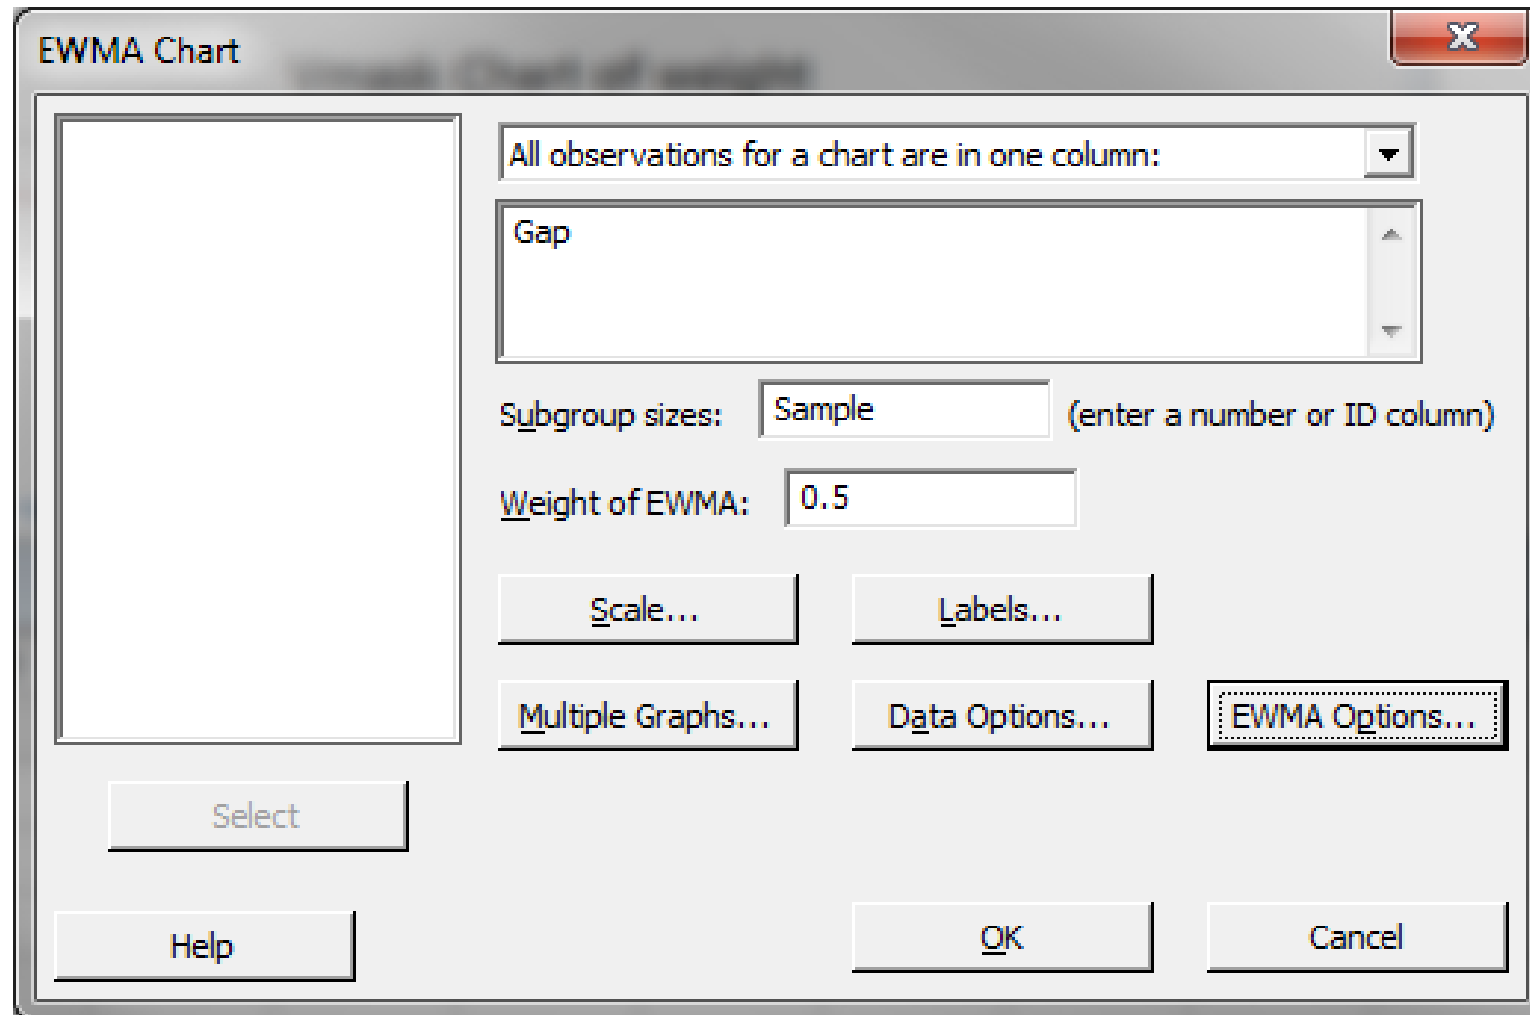 EWMA Chart
All observations for a chart are in one column:
Gap
Subgroup sizes: Sample (enter a number or ID column)
Weight of EWMA: 0.5
Scale... Labels...
Multiple Graphs... Data Options... EWMA Options...
Select
Help OK Cancel